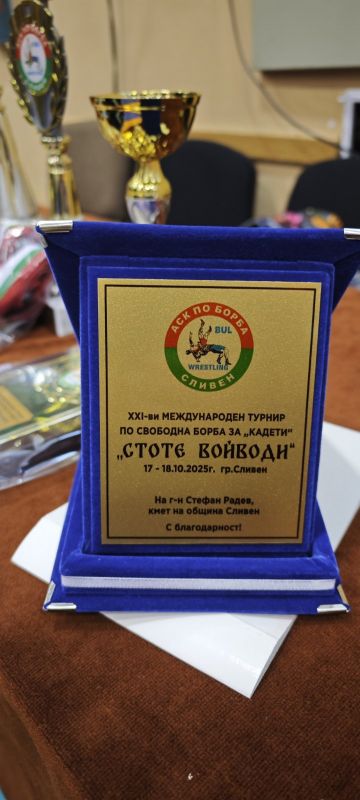 АСК ПО БОРБА
BUL
WRESTLING
СЛИВЕН
XXI-ви МЕЖДУНАРОДЕН ТУРНИР
ПО СВОБОДНА БОРБА ЗА „КАДЕТИ“
„СТОТЕ ВОЙВОДИ“
17 - 18.10.2025г. гр.Сливен
На г-н Стефан Радев,
кмет на община Сливен
С благодарност!